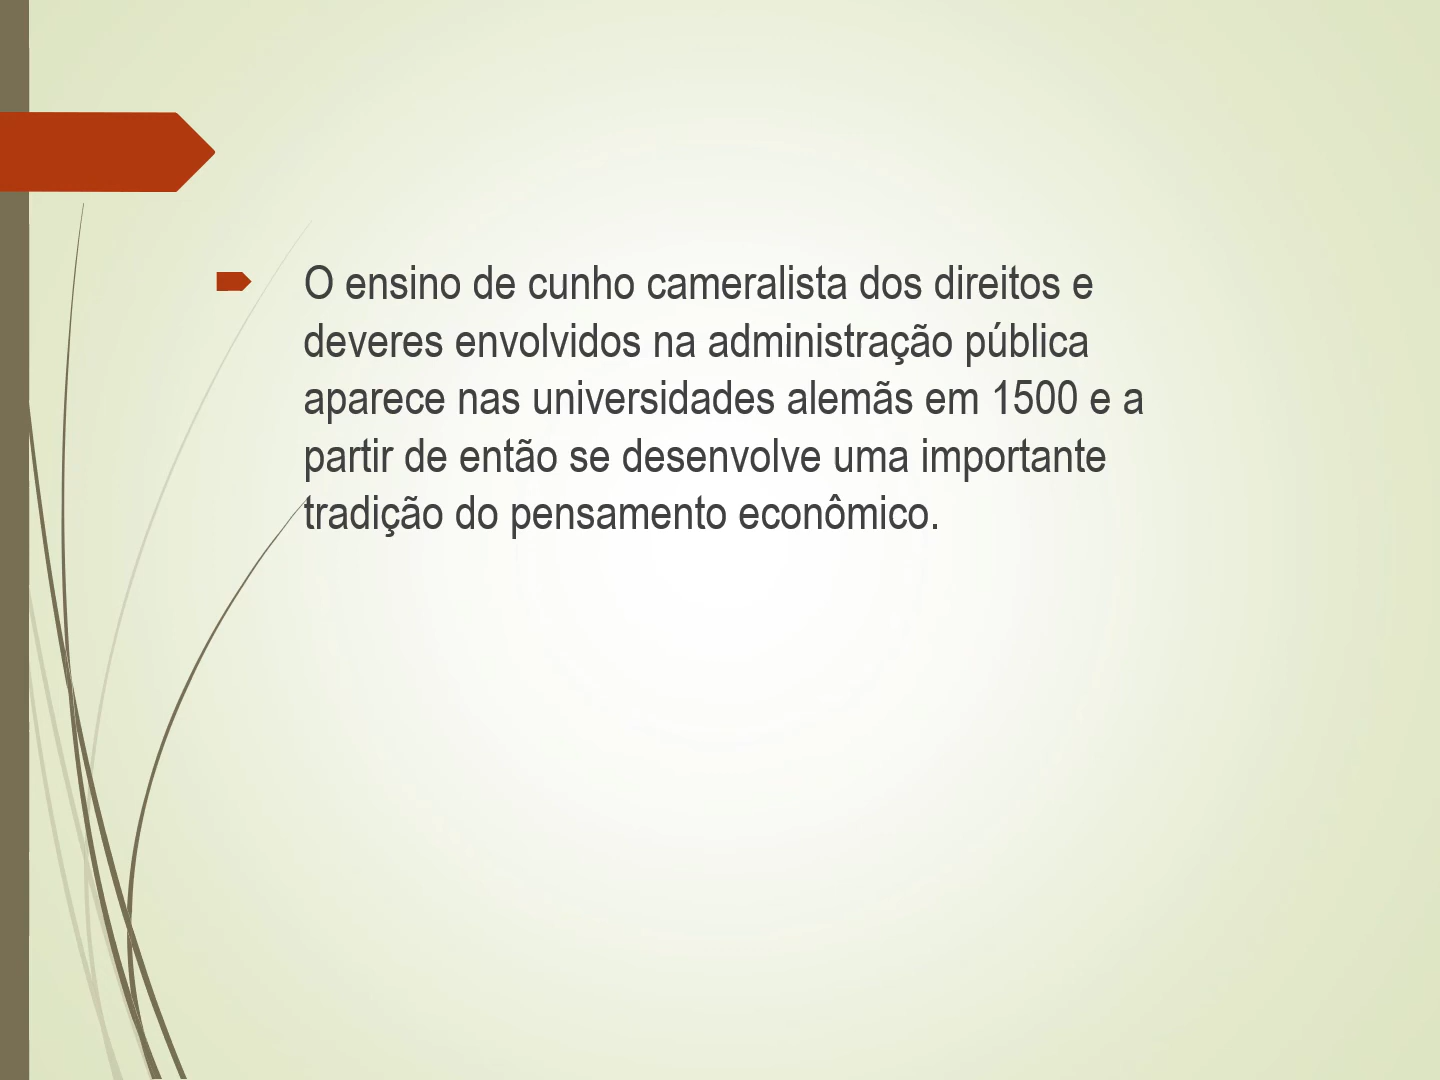 O ensino de cunho cameralista dos direitos e
deveres envolvidos na administração pública
aparece nas universidades alemãs em 1500 e a
partir de então se desenvolve uma importante
tradição do pensamento econômico.